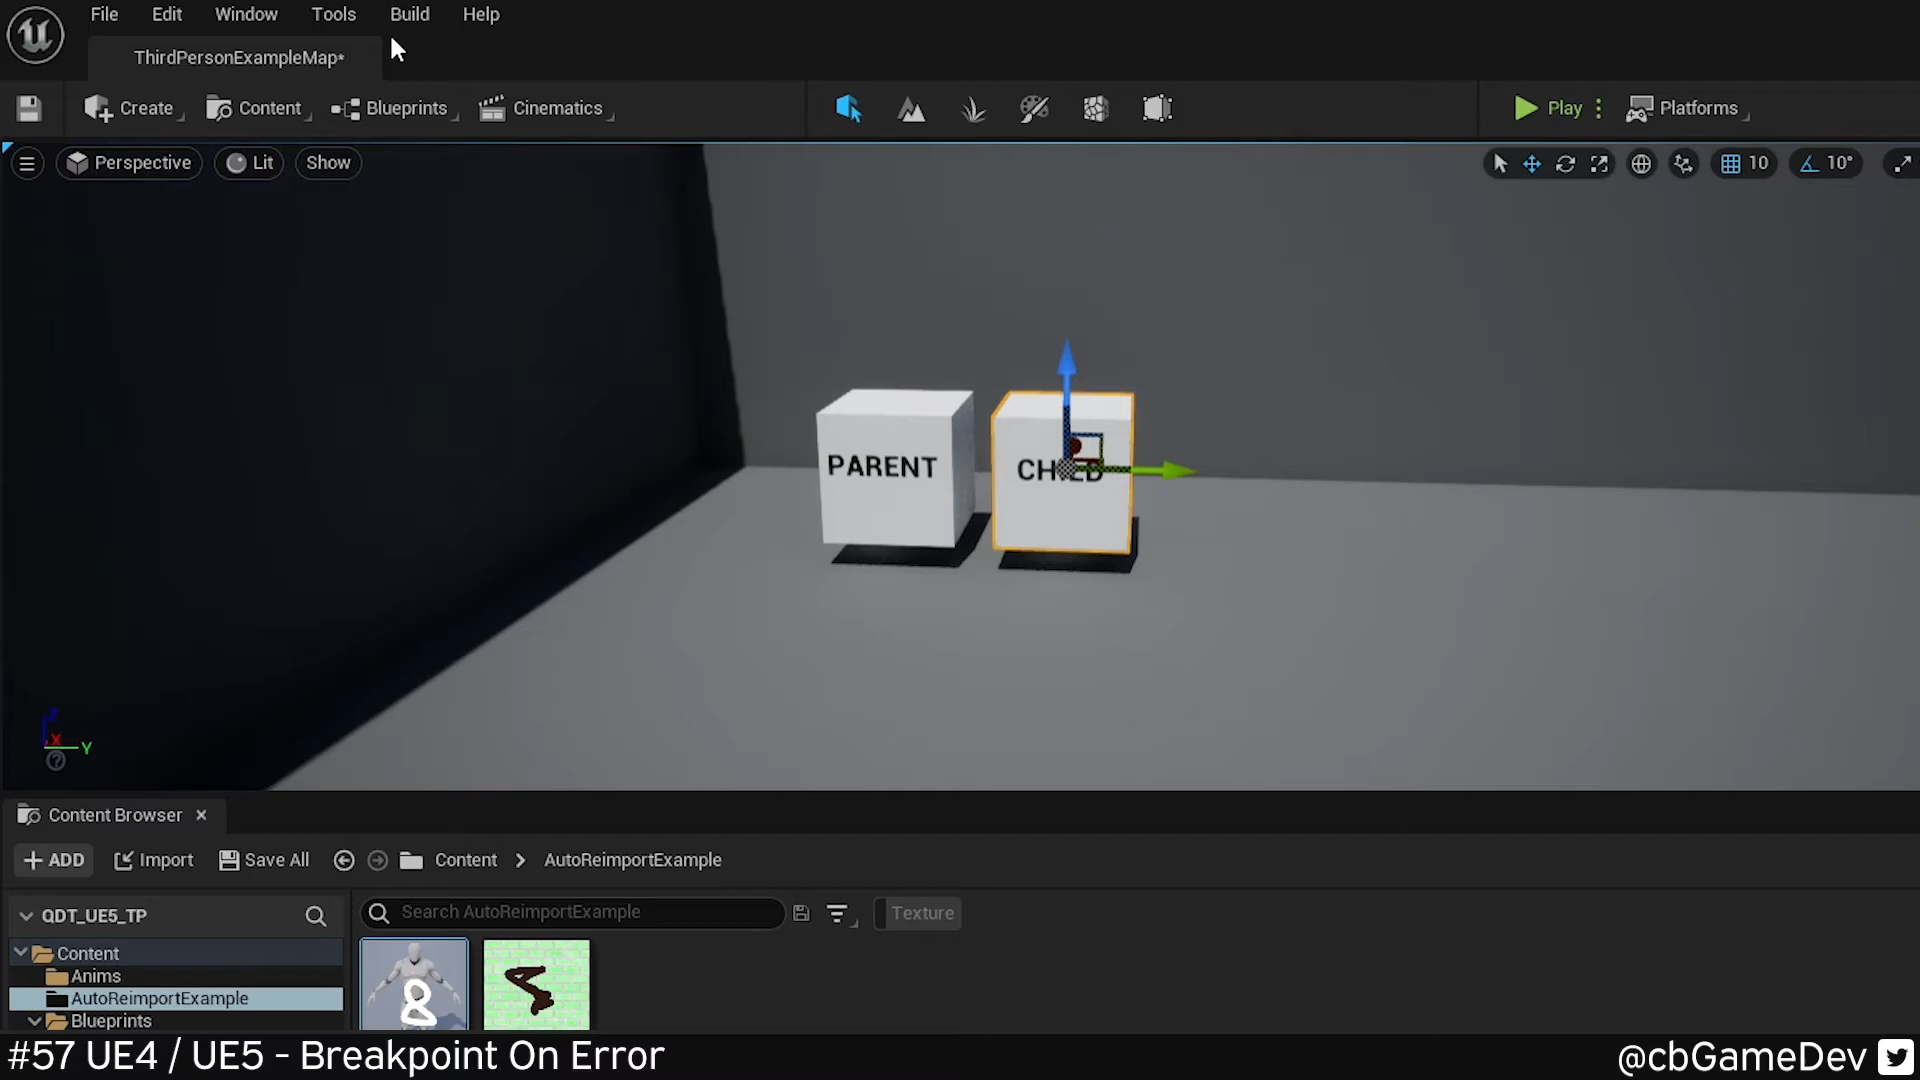 File Edit Window Tools Build Help
ThirdPersonExampleMap*
Create Content Blueprints Cinematics Play Platforms
Perspective Lit Show 10 10°
PARENT
Z
X
Y
Content Browser
ADD Import Save All Content AutoReimportExample
QDT_UE5_TP Search AutoReimportExample Texture
Content
Anims
8
AutoReimportExample
Blueprints
#57 UE4 / UE5 - Breakpoint On Error @cbGameDev